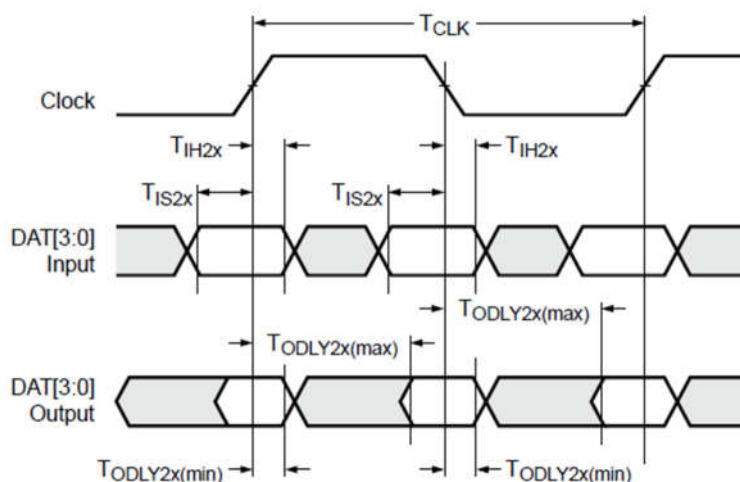 TCLK
Clock
TIH2x
TIH2x
TIS2x
TIS2x
DAT[3:0]
Input
TODLY2x(max)
TODLY2x(max)
DAT[3:0]
Output
TODLY2x(min)
TODLY2x(min)